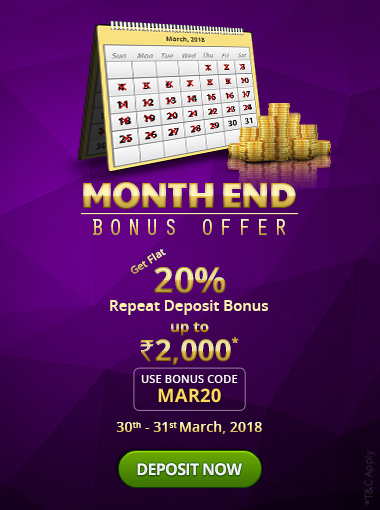 March, 2018
Sun Mon Tue Wed Thu Fri Sat
1 2 3
4 5 6 7 8 9 10
11 12 13 14 15 16 17
18 19 20 21 22 23 24
25 26 27 28 29 30 31
MONTH END
BONUS OFFER
Get Flat
20%
Repeat Deposit Bonus
up to
₹2,000*
USE BONUS CODE
MAR20
30th - 31st March, 2018
DEPOSIT NOW
*T&C Apply